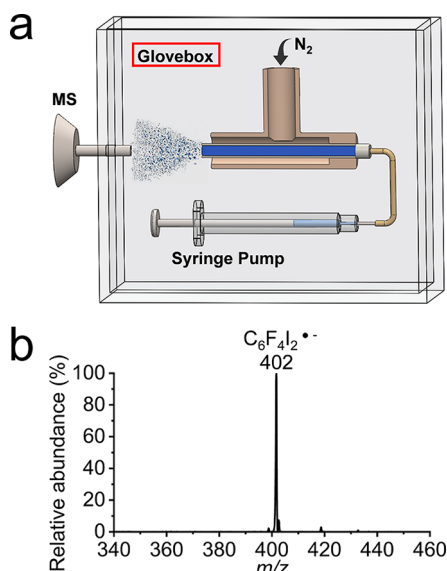 a
N₂
Glovebox
MS
Syringe Pump
b
C₆F₄I₂•-
402
Relative abundance (%)
100
80
60
40
20
0
340 360 380 400 420 440 460
m/z